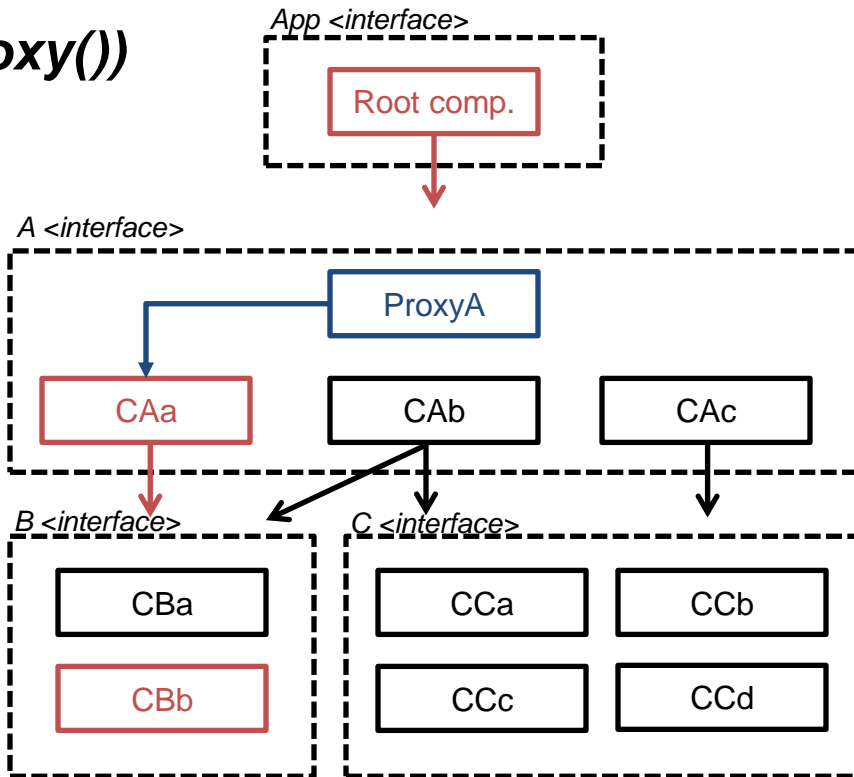 App <interface>
oxy())
Root comp.
A <interface>
ProxyA
CAa
CAb
CAc
B <interface>
C <interface>
CBa
CCa
CCb
CBb
CCc
CCd